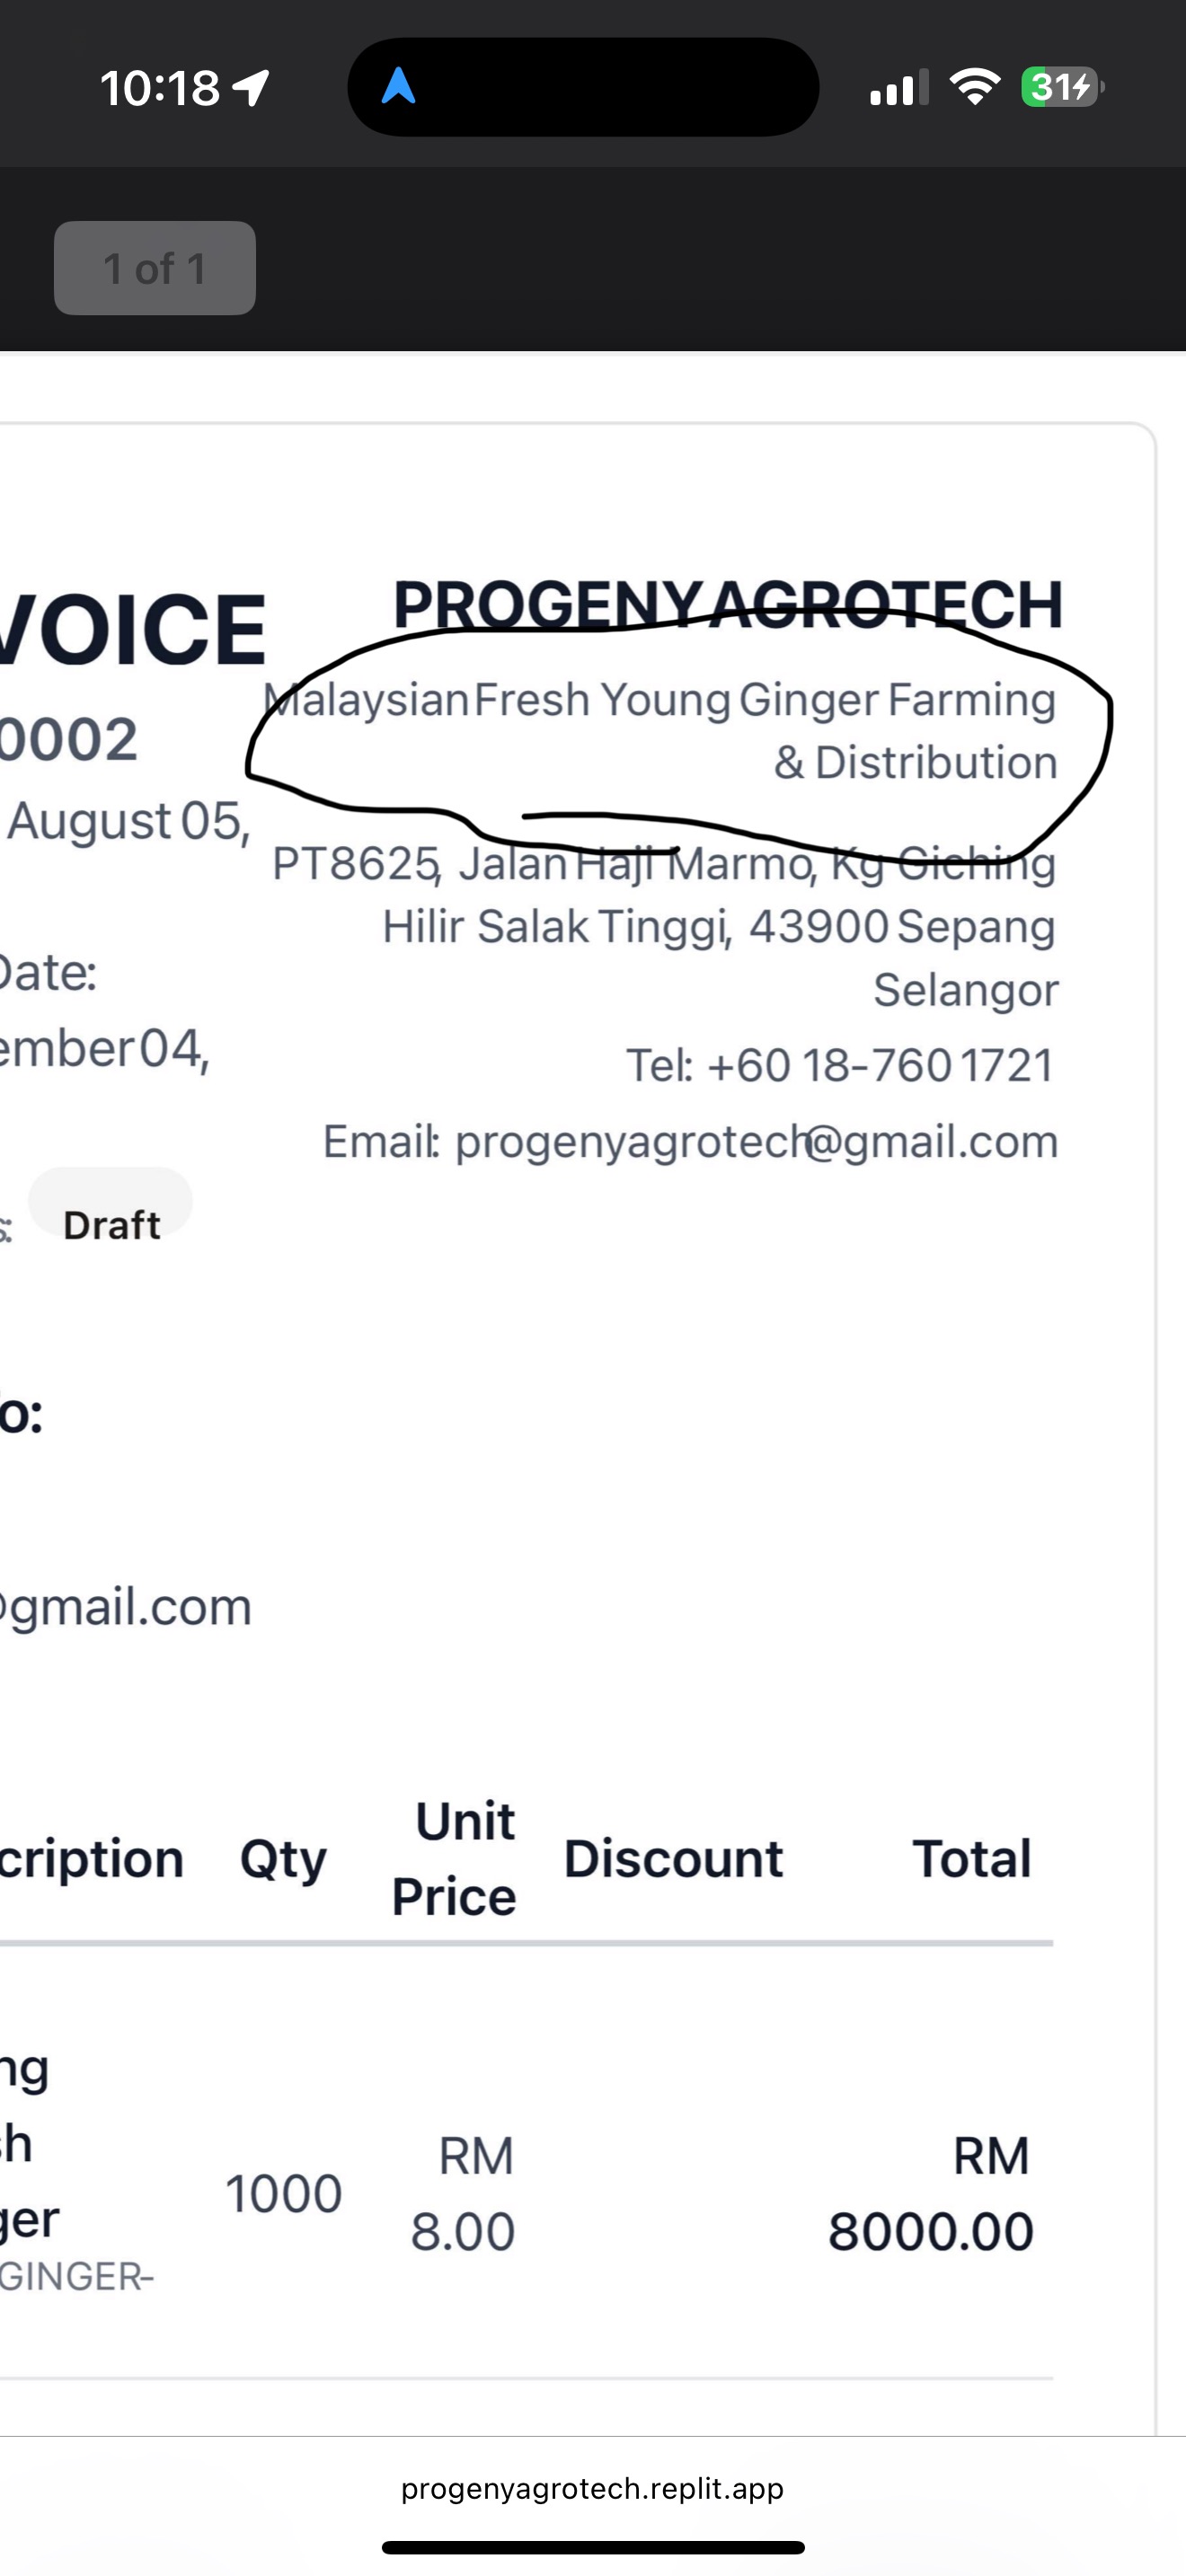 10:18
31
1 of 1
VOICE
PROGENY AGROTECH
0002
Malaysian Fresh Young Ginger Farming
& Distribution
August 05,
PT8625, Jalan Haji Marmo, Kg Giching
Hilir Salak Tinggi, 43900 Sepang
Selangor
Date:
ember 04,
Tel: +60 18-760 1721
Email: progenyagrotech@gmail.com
s:
Draft
o:
@gmail.com
cription Qty Unit Price Discount Total
ng
sh
ger
GINGER-
1000
RM
8.00
RM
8000.00
progenyagrotech.replit.app